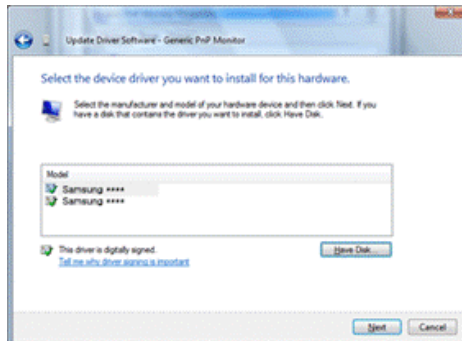 Update Driver Software - Generic PnP Monitor
Select the device driver you want to install for this hardware.
Select the manufacturer and model of your hardware device and then click Next. If you
have a disk that contains the driver you want to install, click Have Disk.
Model
Samsung ****
Samsung ****
This driver is digitally signed.
Have Disk...
Tell me why driver signing is important
Next
Cancel